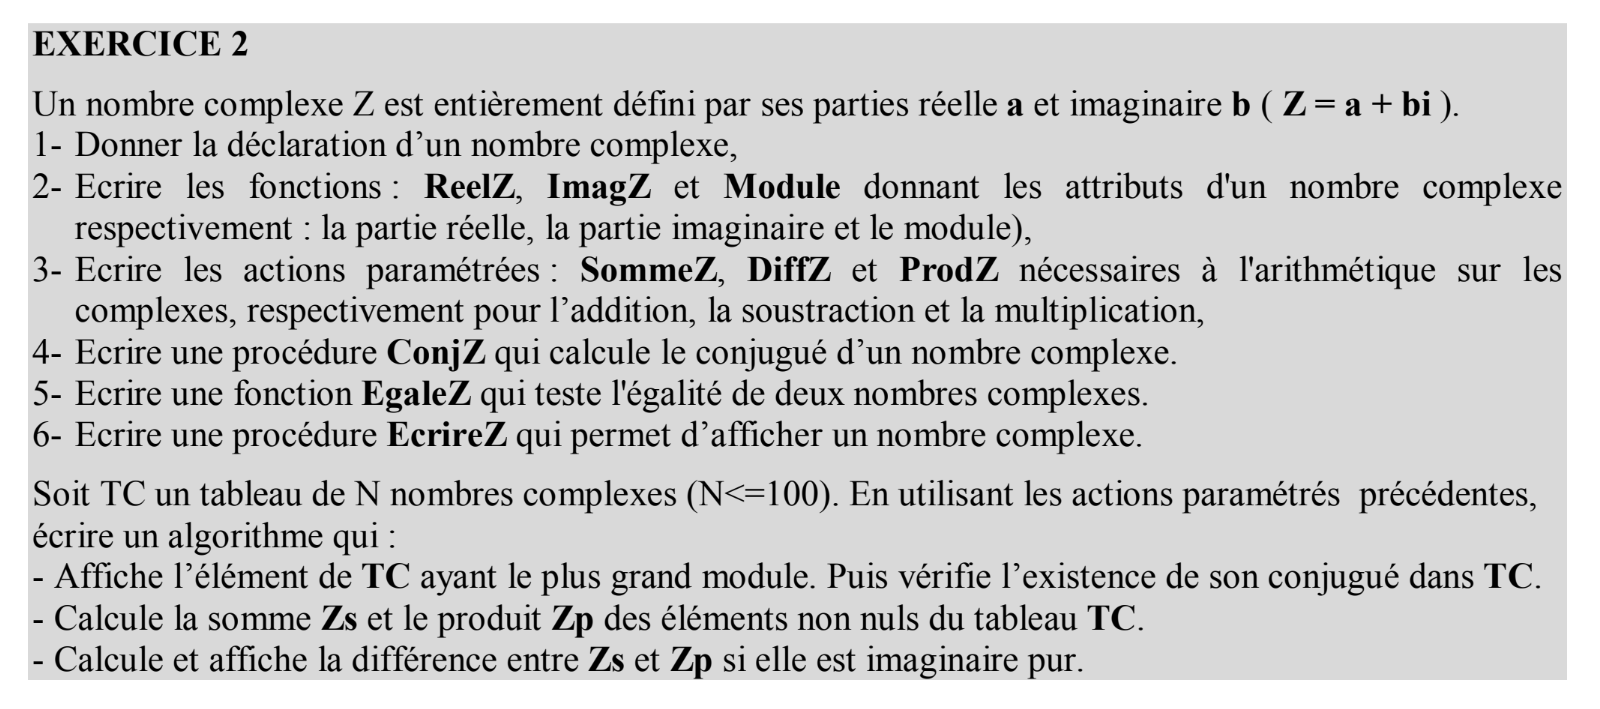 EXERCICE 2
Un nombre complexe Z est entièrement défini par ses parties réelle a et imaginaire b ( Z = a + bi ).
1- Donner la déclaration d’un nombre complexe,
2- Ecrire les fonctions : ReelZ, ImagZ et Module donnant les attributs d'un nombre complexe
respectivement : la partie réelle, la partie imaginaire et le module),
3- Ecrire les actions paramétrées : SommeZ, DiffZ et ProdZ nécessaires à l'arithmétique sur les
complexes, respectivement pour l’addition, la soustraction et la multiplication,
4- Ecrire une procédure ConjZ qui calcule le conjugué d’un nombre complexe.
5- Ecrire une fonction EgaleZ qui teste l'égalité de deux nombres complexes.
6- Ecrire une procédure EcrireZ qui permet d’afficher un nombre complexe.
Soit TC un tableau de N nombres complexes (N<=100). En utilisant les actions paramétrés précédentes,
écrire un algorithme qui :
- Affiche l’élément de TC ayant le plus grand module. Puis vérifie l’existence de son conjugué dans TC.
- Calcule la somme Zs et le produit Zp des éléments non nuls du tableau TC.
- Calcule et affiche la différence entre Zs et Zp si elle est imaginaire pur.